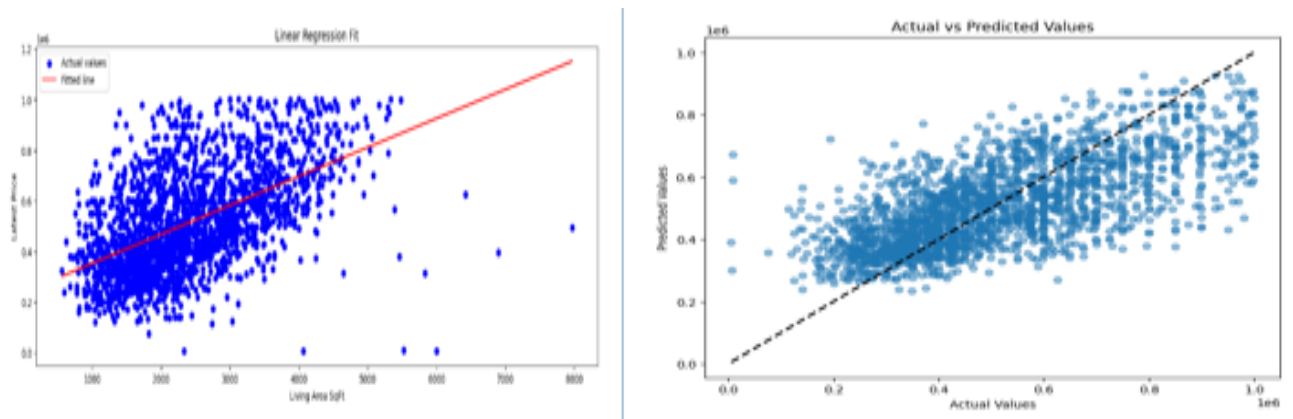 Linear Regression Fit
1e6
1.2
Actual values
Fitted line
1.0
0.8
0.6
0.4
0.2
0.0
1000 2000 3000 4000 5000 6000 7000 8000
Living Area SqFt
Actual vs Predicted Values
1e6
1.0
0.8
0.6
0.4
0.2
0.0
Predicted Values
0.0 0.2 0.4 0.6 0.8 1.0
1e6
Actual Values